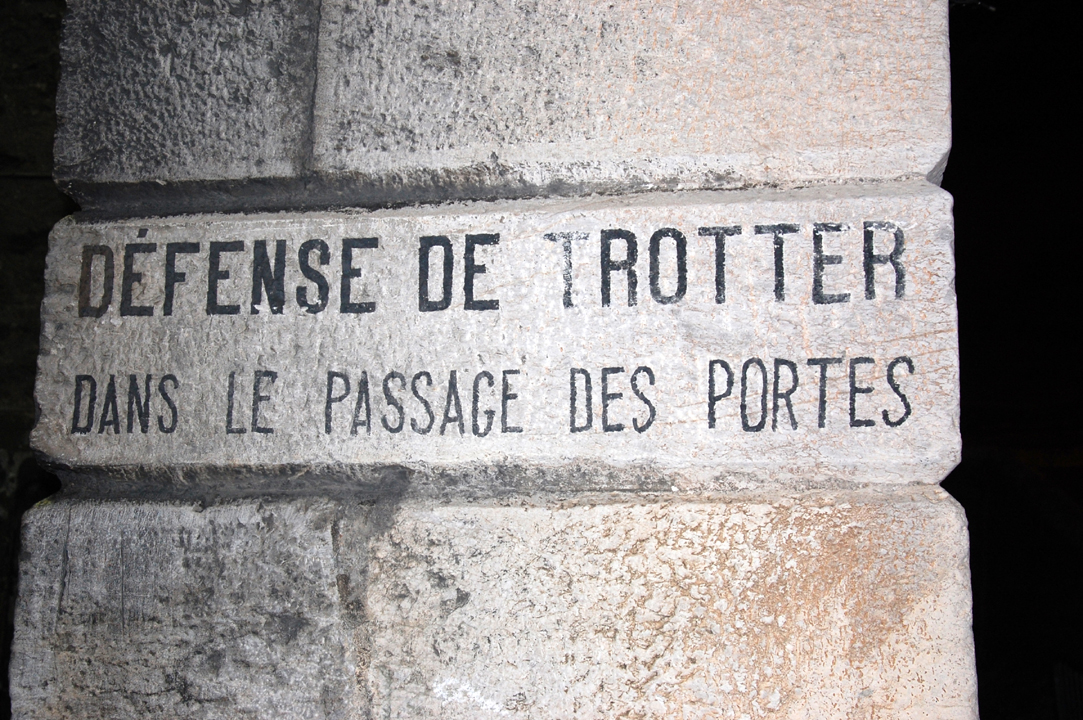 DÉFENSE DE TROTTER
DANS LE PASSAGE DES PORTES